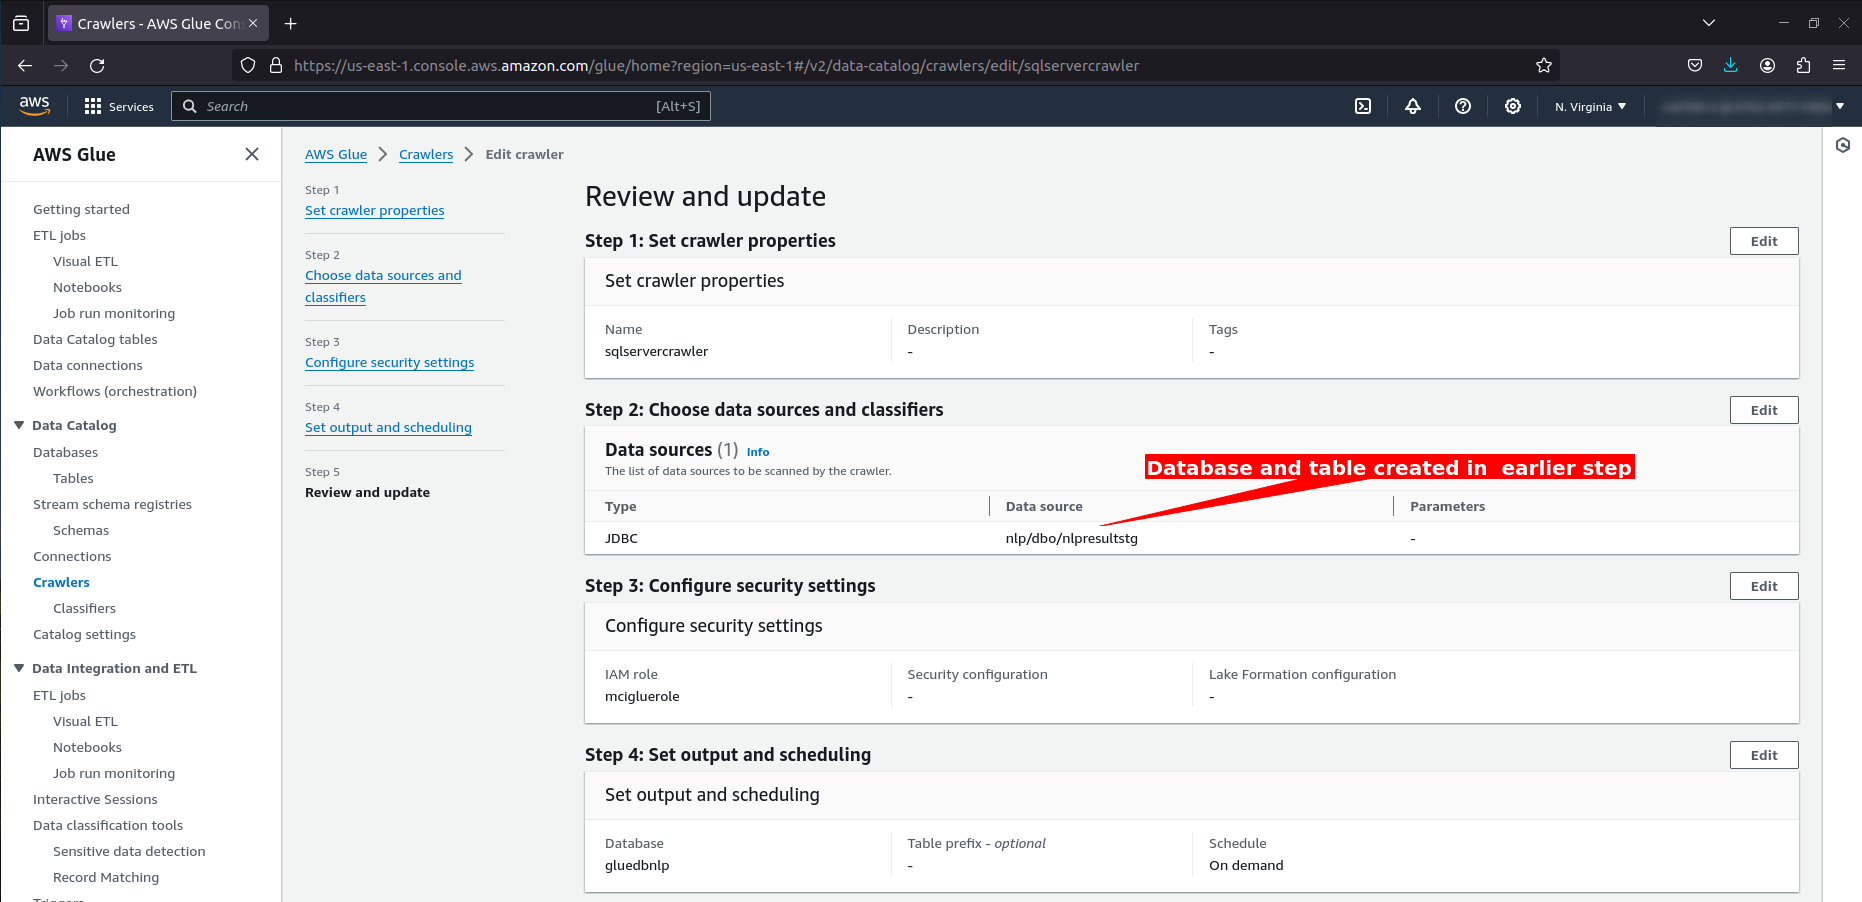 Crawlers - AWS Glue Con
https://us-east-1.console.aws.amazon.com/glue/home?region=us-east-1#/v2/data-catalog/crawlers/edit/sqlservercrawler
aws Services Search [Alt+S] N. Virginia
AWS Glue
Getting started
ETL jobs
Visual ETL
Notebooks
Job run monitoring
Data Catalog tables
Data connections
Workflows (orchestration)
Data Catalog
Databases
Tables
Stream schema registries
Schemas
Connections
Crawlers
Classifiers
Catalog settings
Data Integration and ETL
ETL jobs
Visual ETL
Notebooks
Job run monitoring
Interactive Sessions
Data classification tools
Sensitive data detection
Record Matching
Triggers
AWS Glue Crawlers Edit crawler
Step 1
Set crawler properties
Step 2
Choose data sources and
classifiers
Step 3
Configure security settings
Step 4
Set output and scheduling
Step 5
Review and update
Review and update
Step 1: Set crawler properties Edit
Set crawler properties
Name Description Tags
sqlservercrawler - -
Step 2: Choose data sources and classifiers Edit
Data sources (1) Info
The list of data sources to be scanned by the crawler.
Database and table created in  earlier step
Type Data source Parameters
JDBC nlp/dbo/nlpresultstg -
Step 3: Configure security settings Edit
Configure security settings
IAM role Security configuration Lake Formation configuration
mcigluerole - -
Step 4: Set output and scheduling Edit
Set output and scheduling
Database Table prefix - optional Schedule
gluedbnlp - On demand